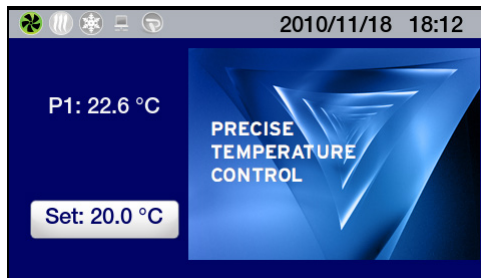 2010/11/18 18:12
P1: 22.6 °C
PRECISE
TEMPERATURE
CONTROL
Set: 20.0 °C